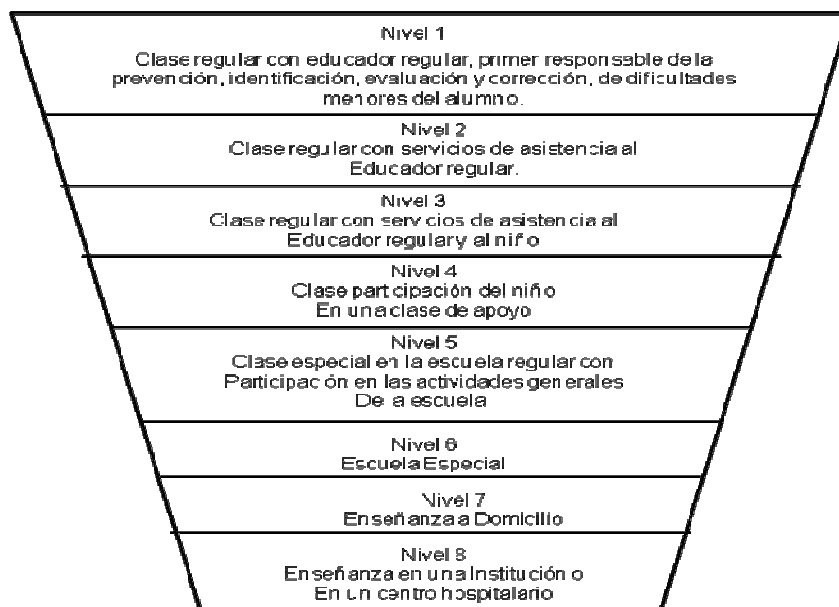 Nivel 1
Clase regular con educador regular, primer responsable de la
prevención, identificación, evaluación y corrección, de dificultades
menores del alumno.
Nivel 2
Clase regular con servicios de asistencia al
Educador regular.
Nivel 3
Clase regular con servicios de asistencia al
Educador regular y al niño
Nivel 4
Clase participación del niño
En una clase de apoyo
Nivel 5
Clase especial en la escuela regular con
Participación en las actividades generales
De la escuela
Nivel 6
Escuela Especial
Nivel 7
Enseñanza a Domicilio
Nivel 8
Enseñanza en una Institución o
En un centro hospitalario